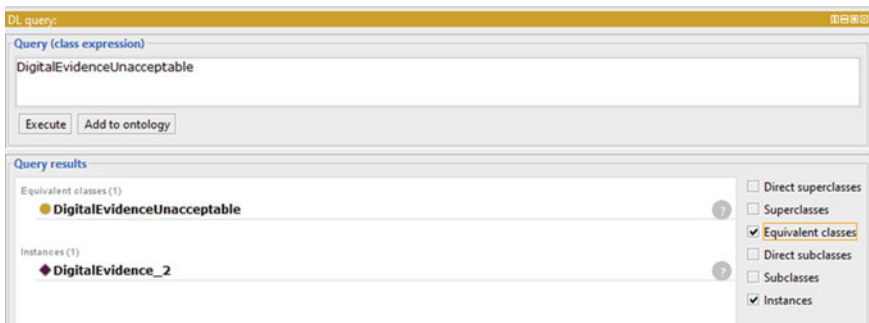 DL query:
Query (class expression)
DigitalEvidenceUnacceptable
Execute Add to ontology
Query results
Equivalent classes (1)
DigitalEvidenceUnacceptable
?
Instances (1)
DigitalEvidence_2
?
Direct superclasses
Superclasses
Equivalent classes
Direct subclasses
Subclasses
Instances